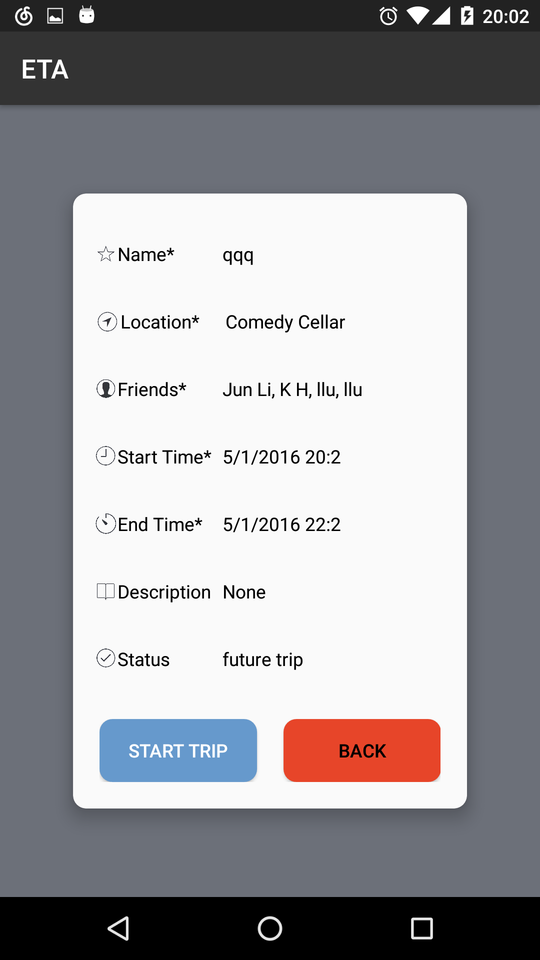 20:02
ETA
Name* qqq
Location* Comedy Cellar
Friends* Jun Li, K H, llu, llu
Start Time* 5/1/2016 20:2
End Time* 5/1/2016 22:2
Description None
Status future trip
START TRIP BACK